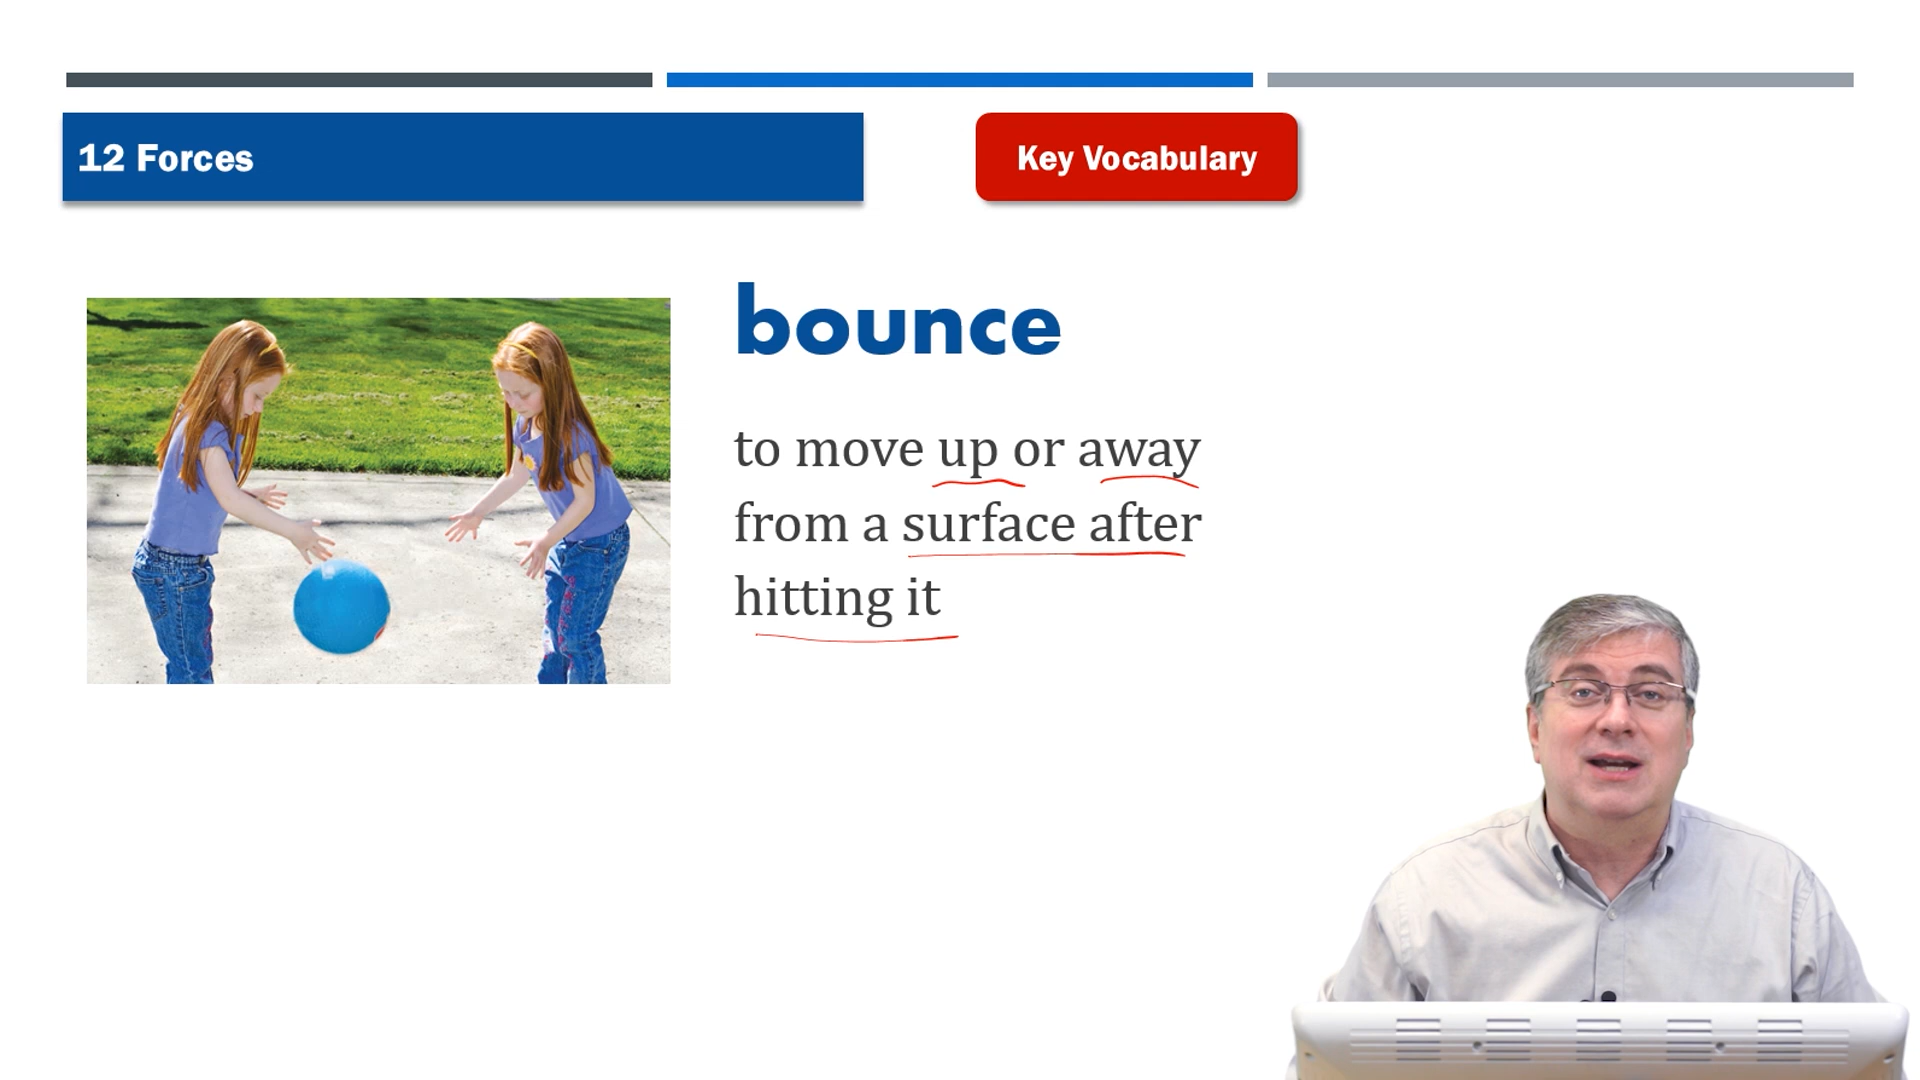 12 Forces
Key Vocabulary
bounce
to move up or away
from a surface after
hitting it